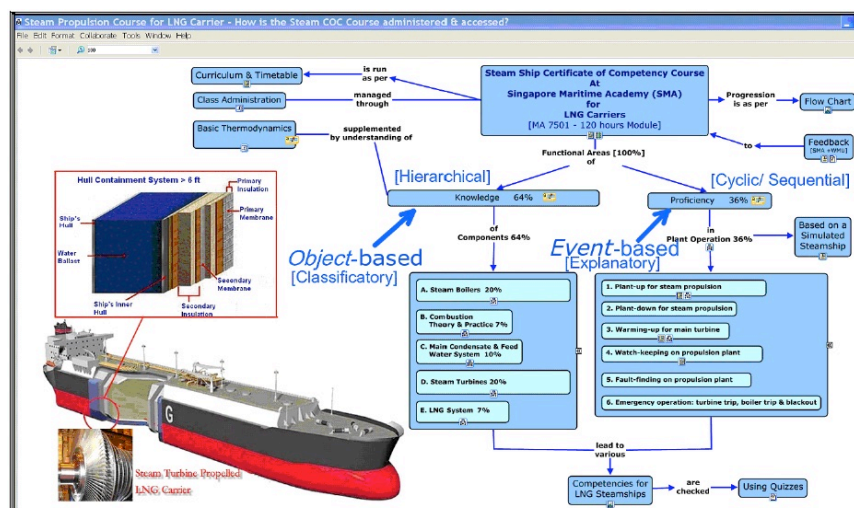 Steam Propulsion Course for LNG Carrier - How is the Steam COC Course administered & accessed?
File Edit Format Collaborate Tools Window Help
100
Curriculum & Timetable
is run
as per
Class Administration
managed
through
Basic Thermodynamics
supplemented
by understanding of
Steam Ship Certificate of Competency Course
At
Singapore Maritime Academy (SMA)
for
LNG Carriers
[MA 7501 - 120 hours Module]
Progression
is as per
Flow Chart
to
Feedback
[SMA +WMU]
Functional Areas [100%]
of
[Hierarchical]
[Cyclic/ Sequential]
Knowledge 64%
Proficiency 36%
Object-based
[Classificatory]
Event-based
[Explanatory]
of
Components 64%
in
Plant Operation 36%
Based on a
Simulated
Steamship
A. Steam Boilers 20%
B. Combustion
Theory & Practice 7%
C. Main Condensate & Feed
Water System 10%
D. Steam Turbines 20%
E. LNG System 7%
1. Plant-up for steam propulsion
2. Plant-down for steam propulsion
3. Warming-up for main turbine
4. Watch-keeping on propulsion plant
5. Fault-finding on propulsion plant
6. Emergency operation: turbine trip, boiler trip & blackout
lead to
various
Competencies for
LNG Steamships
are
checked
Using Quizzes
Hull Containment System > 6 ft
Primary
Insulation
Primary
Membrane
Ship's
Hull
Water
Ballast
Ship's Inner
Hull
Secondary
Insulation
Secondary
Membrane
G
Steam Turbine Propelled
LNG Carrier